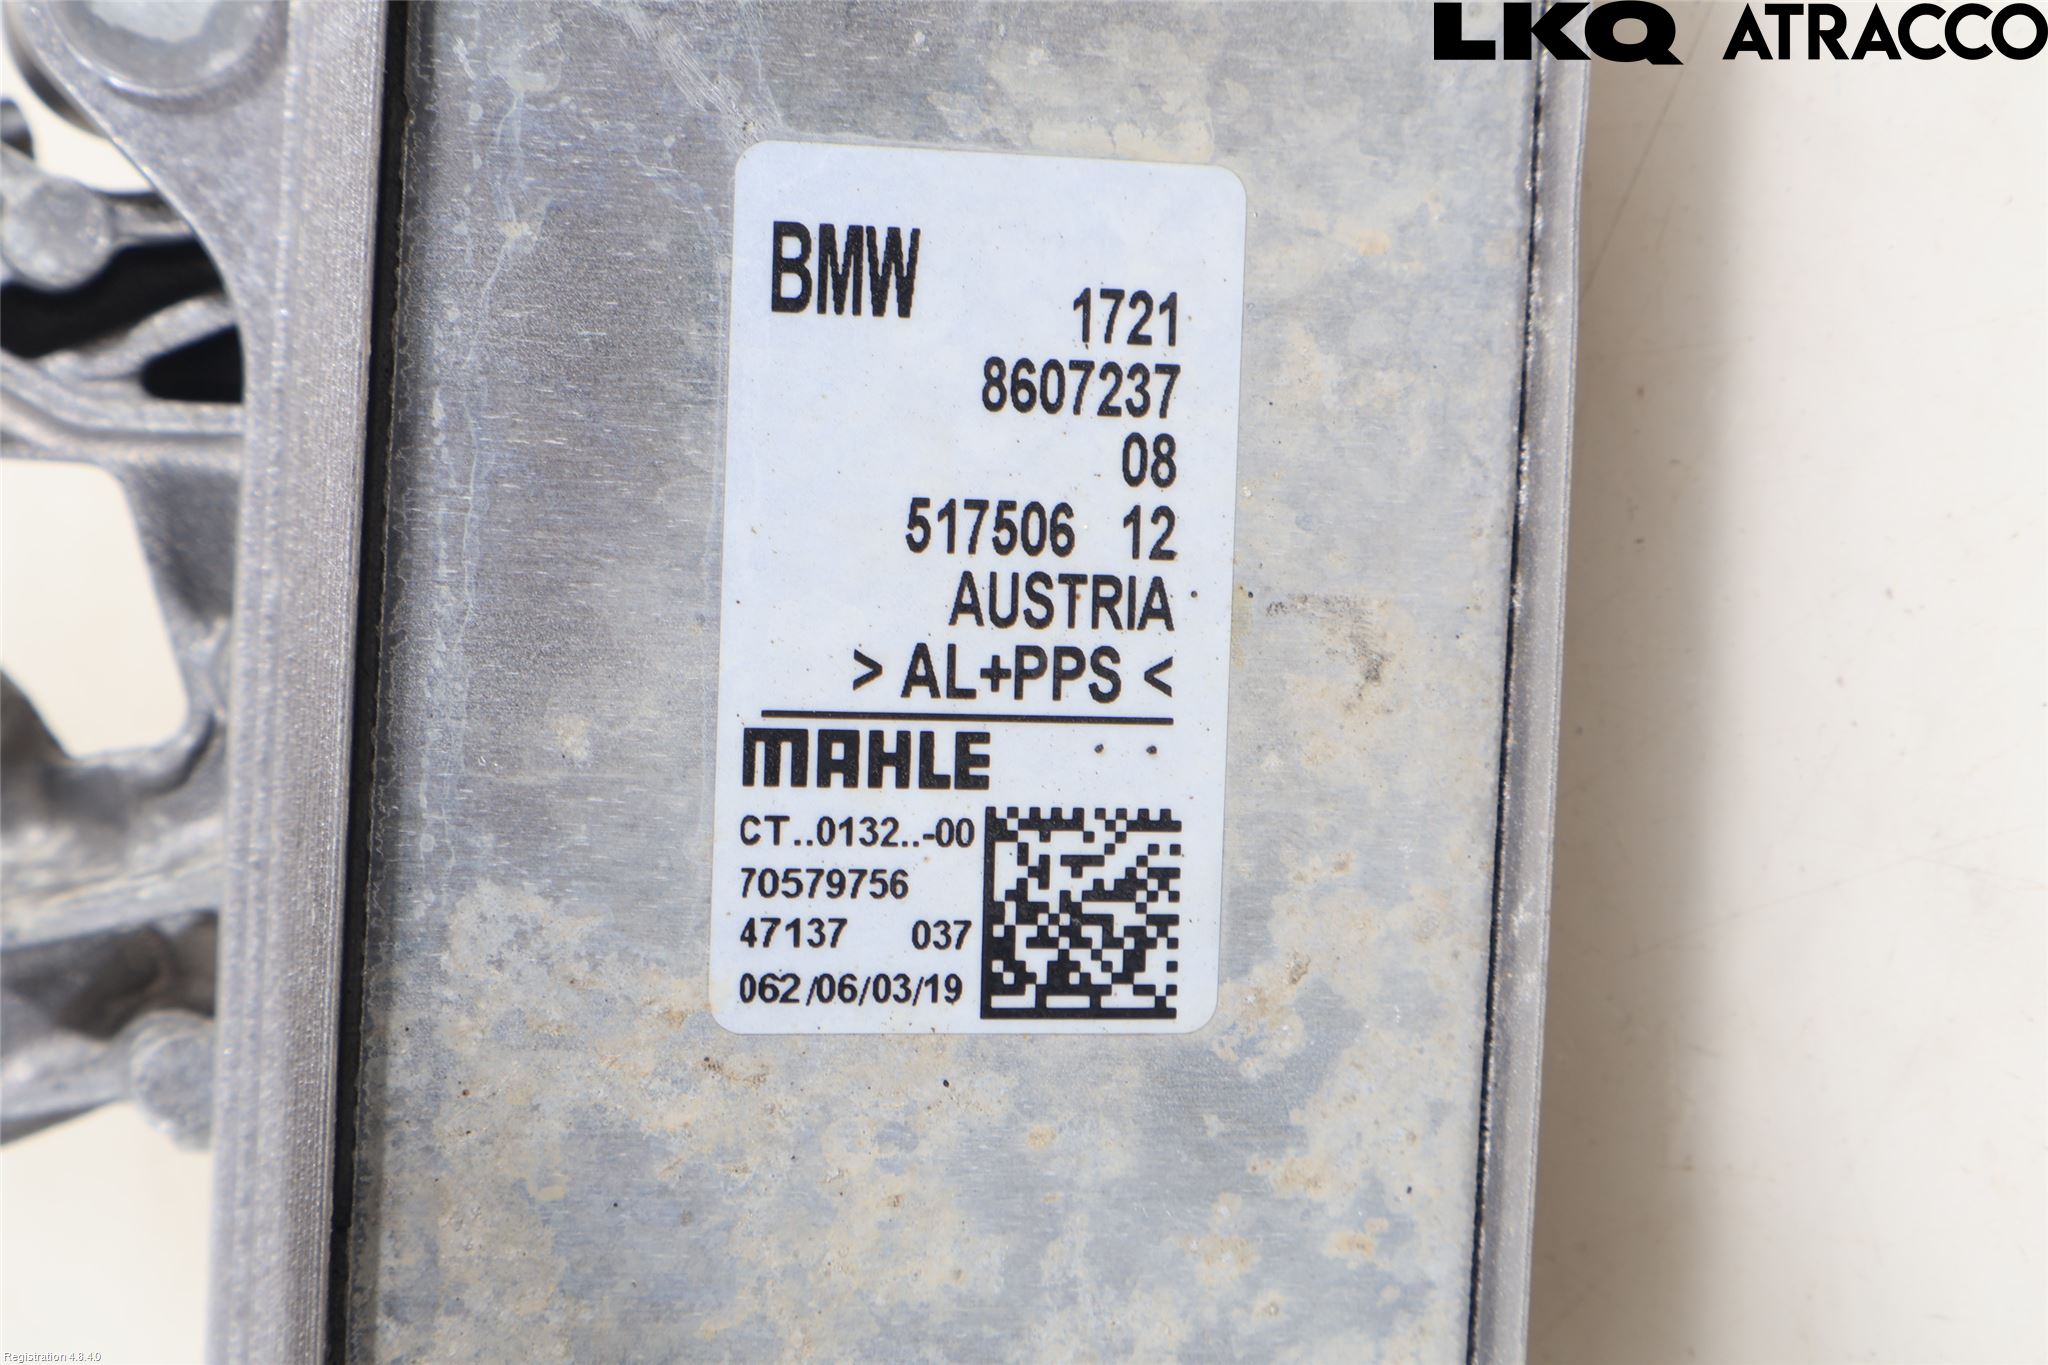 LKQ ATRACCO
BMW
1721
8607237
08
517506 12
AUSTRIA
> AL+PPS <
MAHLE
CT..0132..-00
70579756
47137 037
062/06/03/19
Registration 4.8.4.0